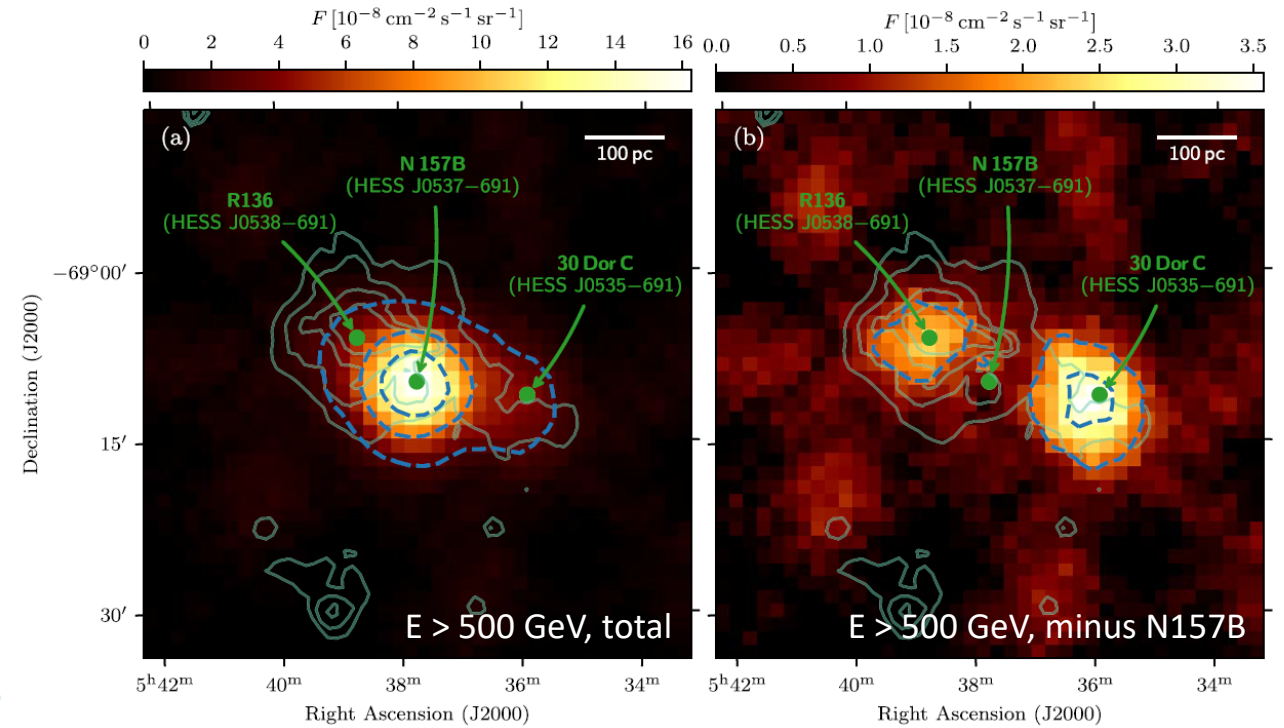 F [10⁻⁸ cm⁻² s⁻¹ sr⁻¹]
0 2 4 6 8 10 12 14 16
(a)
100 pc
N 157B
(HESS J0537−691)
R136
(HESS J0538−691)
30 Dor C
(HESS J0535−691)
−69°00′
15′
30′
Declination (J2000)
E > 500 GeV, total
5ʰ42ᵐ 40ᵐ 38ᵐ 36ᵐ 34ᵐ
Right Ascension (J2000)
F [10⁻⁸ cm⁻² s⁻¹ sr⁻¹]
0.0 0.5 1.0 1.5 2.0 2.5 3.0 3.5
(b)
100 pc
N 157B
(HESS J0537−691)
R136
(HESS J0538−691)
30 Dor C
(HESS J0535−691)
E > 500 GeV, minus N157B
5ʰ42ᵐ 40ᵐ 38ᵐ 36ᵐ 34ᵐ
Right Ascension (J2000)